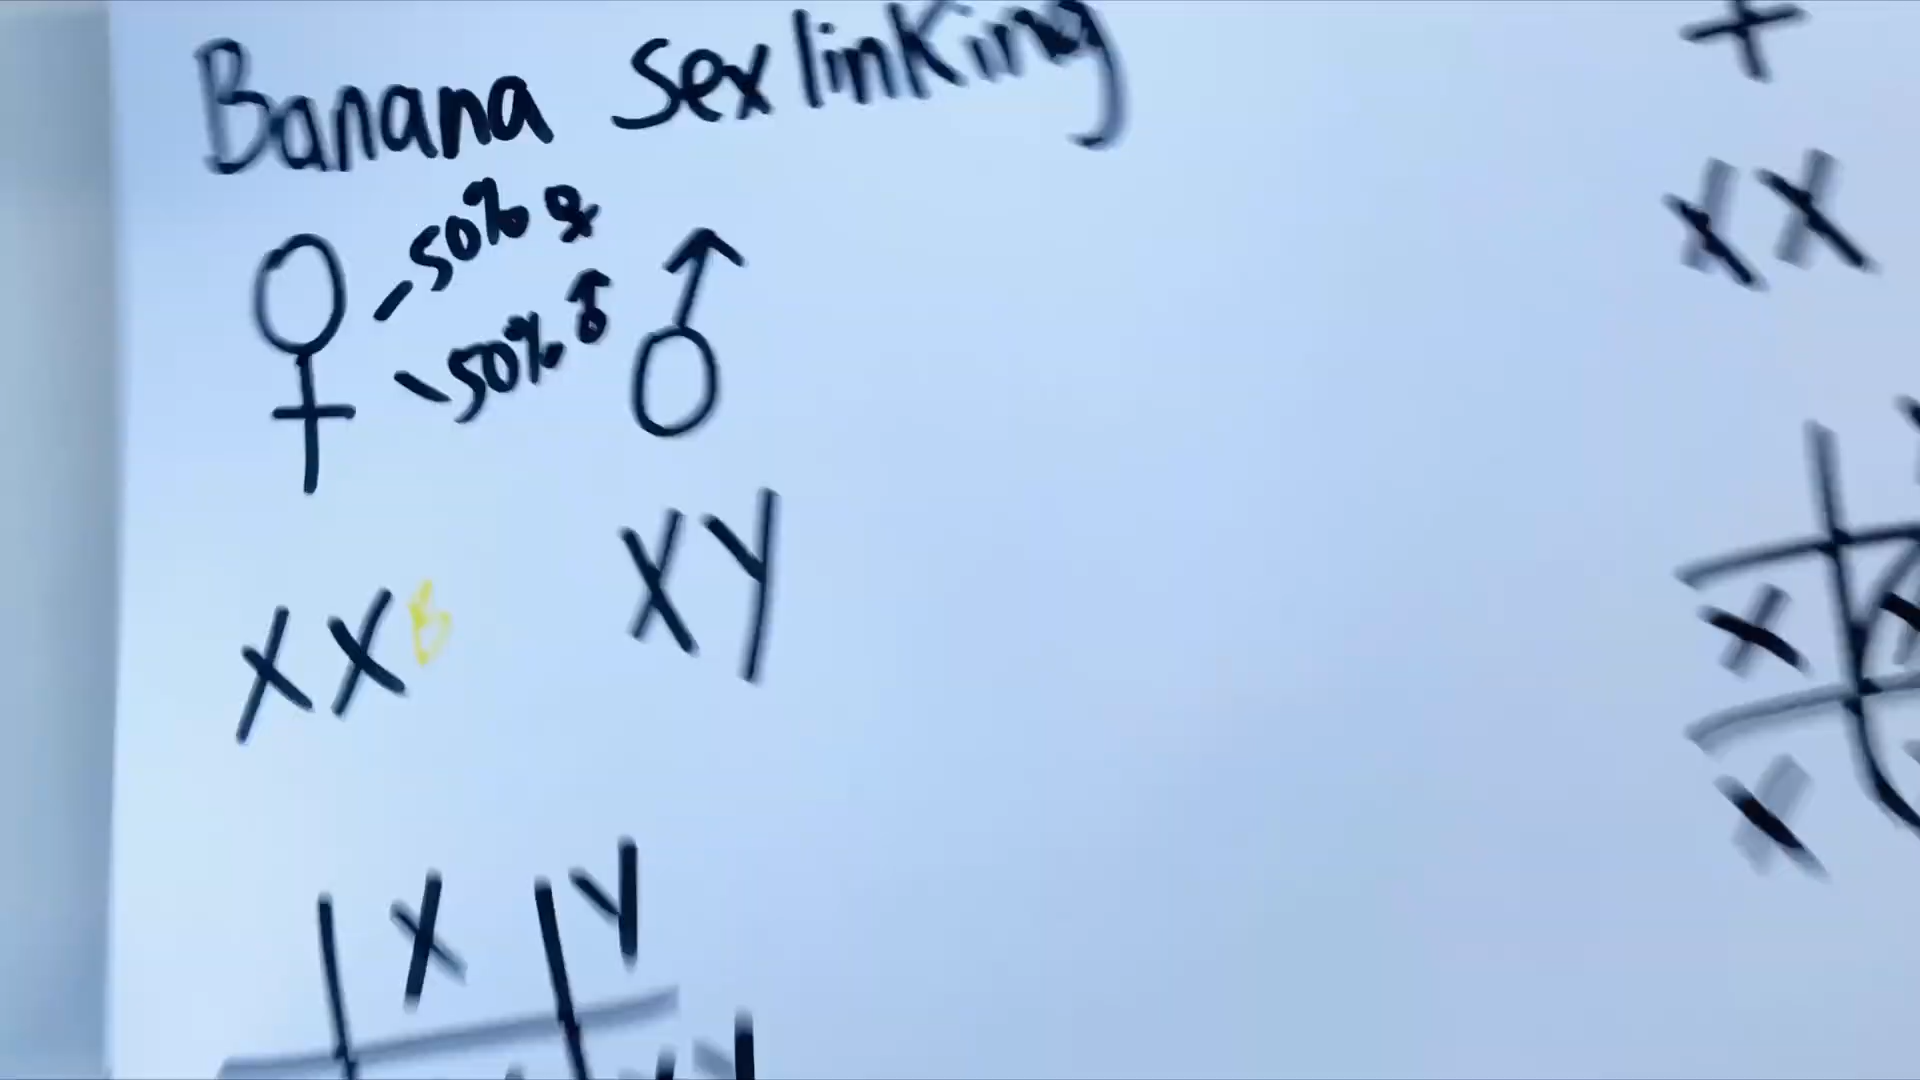 Banana Sex linking
50% ♀
50% ♂
XX B
XY
X Y
XX
X
X